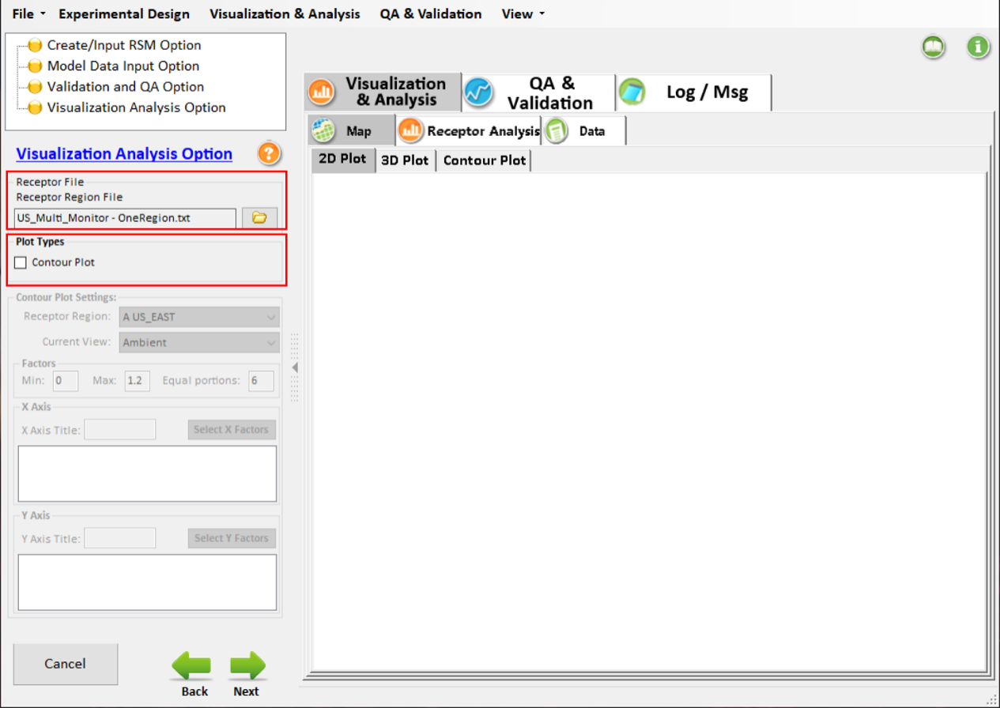 File Experimental Design Visualization & Analysis QA & Validation View
Create/Input RSM Option
Model Data Input Option
Validation and QA Option
Visualization Analysis Option
Visualization Analysis Option ?
Receptor File
Receptor Region File
US_Multi_Monitor - OneRegion.txt
Plot Types
Contour Plot
Contour Plot Settings:
Receptor Region: A US_EAST
Current View: Ambient
Factors
Min: 0 Max: 1.2 Equal portions: 6
X Axis
X Axis Title: Select X Factors
Y Axis
Y Axis Title: Select Y Factors
Cancel
Back Next
i
Visualization
& Analysis
QA &
Validation
Log / Msg
Map Receptor Analysis Data
2D Plot 3D Plot Contour Plot